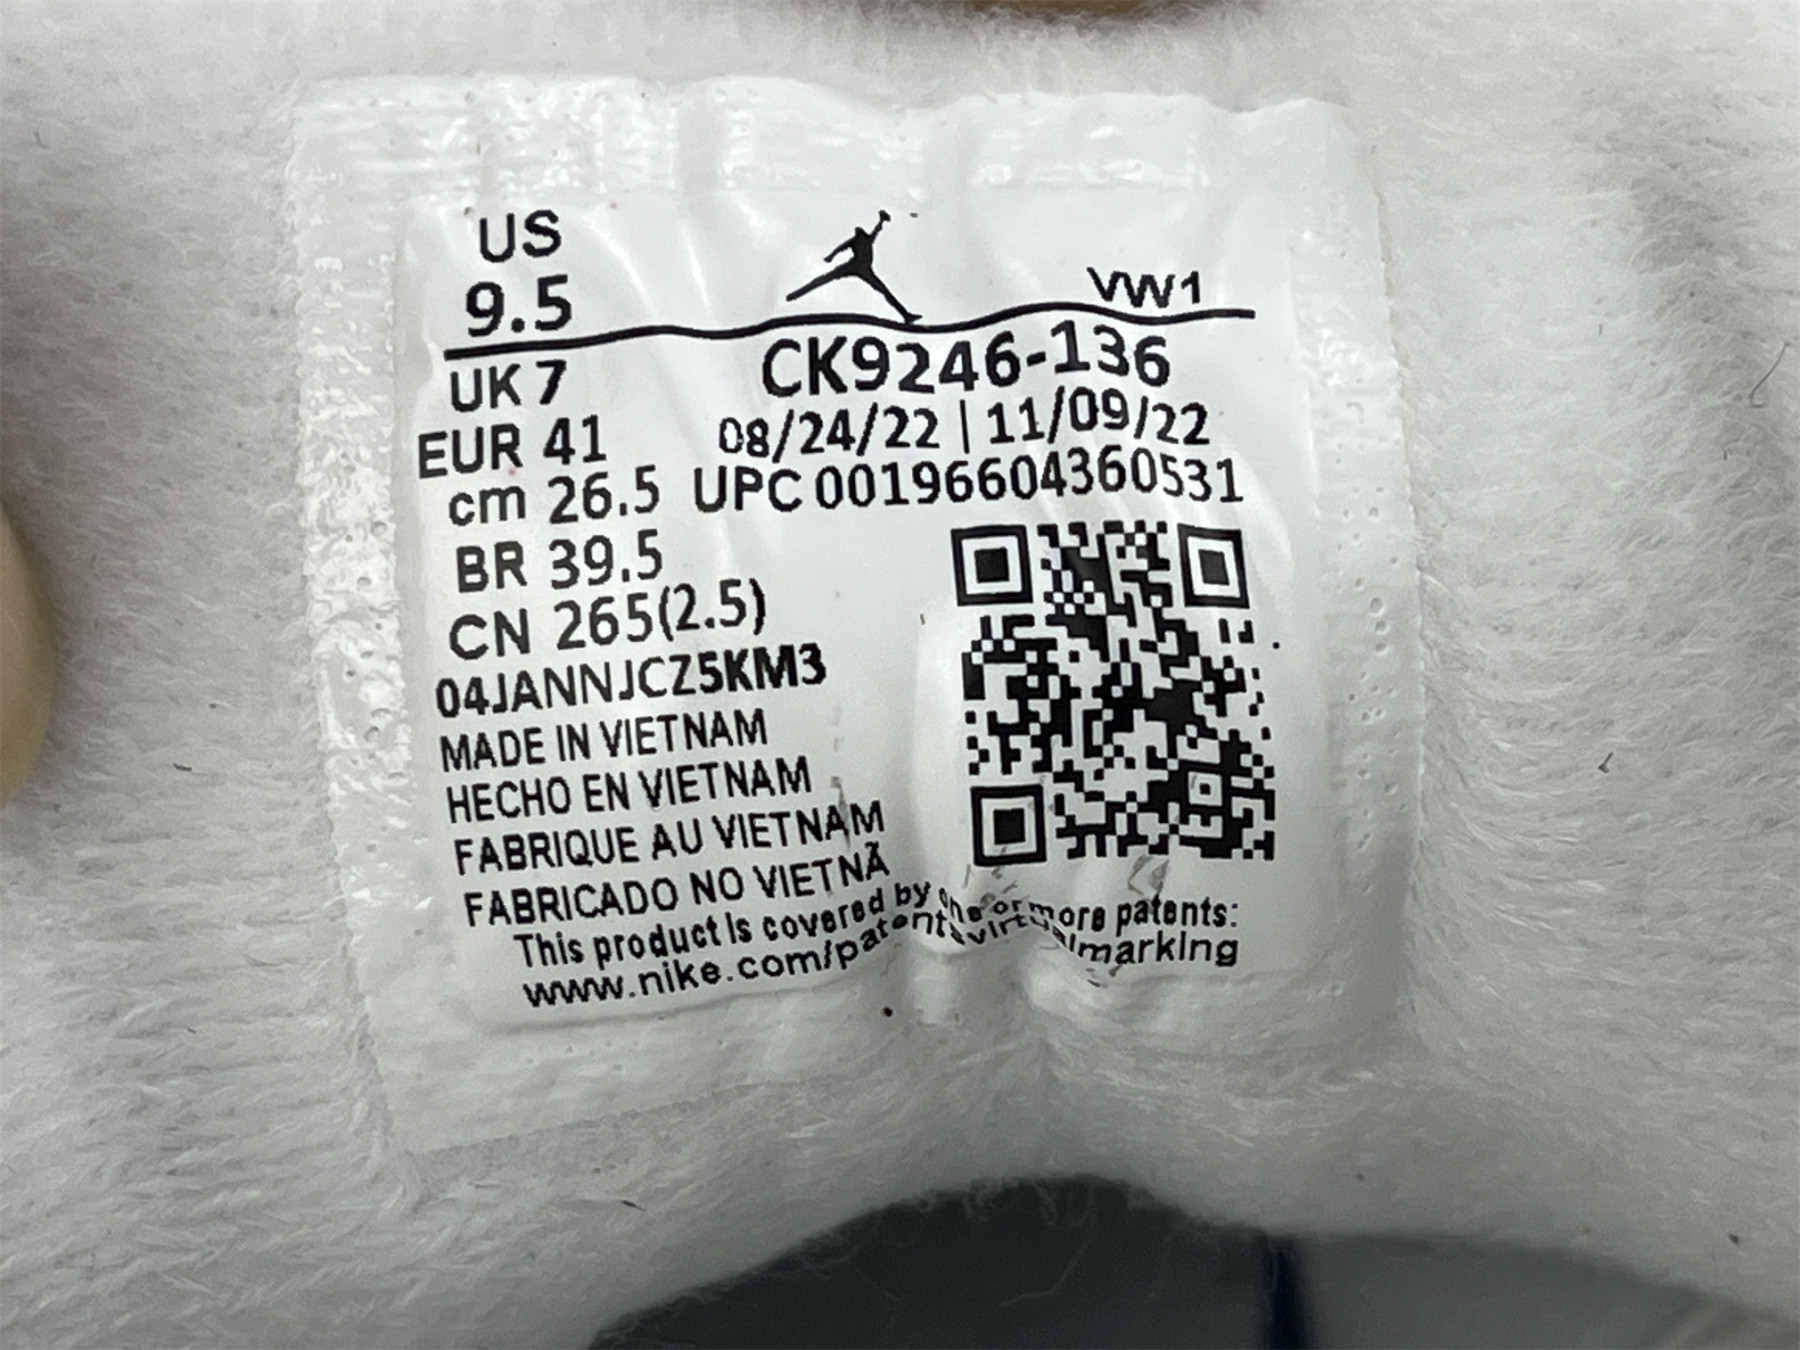 US
9.5
VW1
UK 7
CK9246-136
EUR 41
08/24/22 | 11/09/22
cm 26.5
UPC 00196604360531
BR 39.5
CN 265(2.5)
04JANNJCZ5KM3
MADE IN VIETNAM
HECHO EN VIETNAM
FABRIQUE AU VIETNAM
FABRICADO NO VIETNÃ
This product is covered by one or more patents:
www.nike.com/patentsvirtualmarking